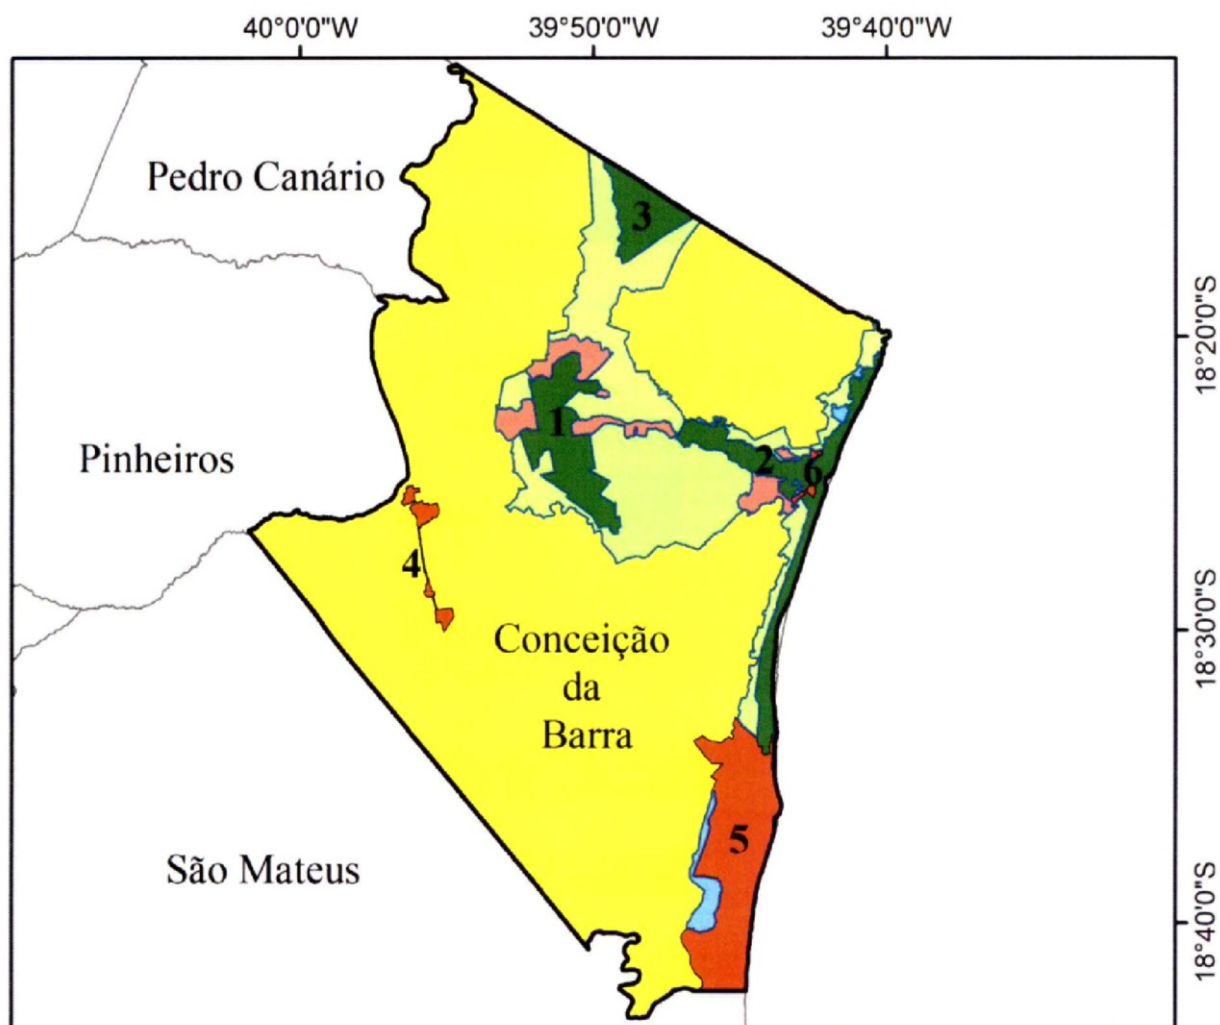 40°0'0"W 39°50'0"W 39°40'0"W
Pedro Canário
3
18°20'0"S
1
2
6
Pinheiros
4
18°30'0"S
Conceição
da
Barra
5
São Mateus
18°40'0"S